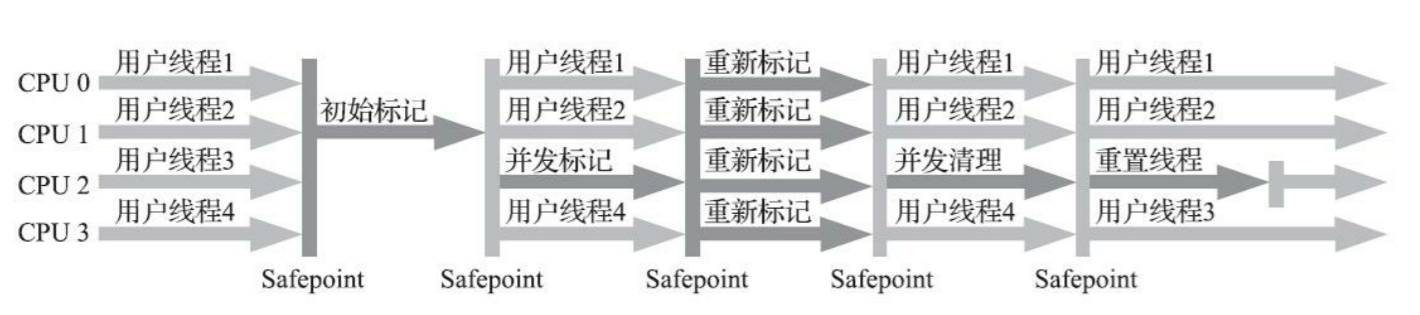 CPU 0 用户线程1 用户线程1 重新标记 用户线程1 用户线程1
CPU 1 用户线程2 初始标记 用户线程2 重新标记 用户线程2 用户线程2
CPU 2 用户线程3 并发标记 重新标记 并发清理 重置线程
CPU 3 用户线程4 用户线程4 重新标记 用户线程4 用户线程3
Safepoint Safepoint Safepoint Safepoint Safepoint